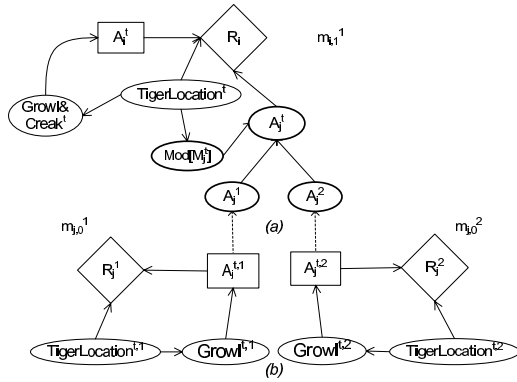 A_i^t
R_i
m_{i,1}^1
Growl&
Creak^t
TigerLocation^t
A_j^t
Mod[M_j^t]
A_j^1
A_j^2
(a)
m_{j,0}^1
m_{j,0}^2
R_j^1
A_j^{t,1}
A_j^{t,2}
R_j^2
TigerLocation^{t,1}
Growl^{t,1}
Growl^{t,2}
TigerLocation^{t,2}
(b)